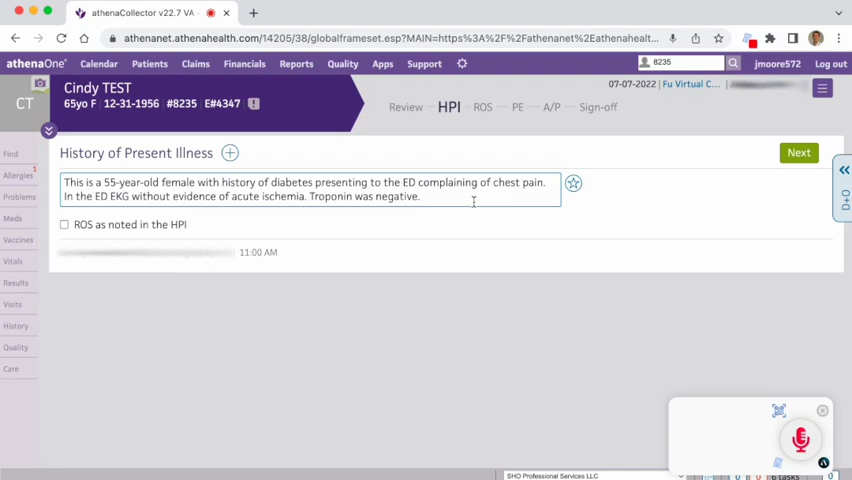 athenaCollector v22.7 VA
athenanet.athenahealth.com/14205/38/globalframeset.esp?MAIN=https%3A%2F%2Fathenanet%2Eathenahealth...
athenaOne Calendar Patients Claims Financials Reports Quality Apps Support 8235 jmoore572 Log out
CT
Cindy TEST
65yo F 12-31-1956 #8235 E#4347
07-07-2022 Fu Virtual C...
Review HPI ROS PE A/P Sign-off
Find
Allergies 1
Problems
Meds
Vaccines
Vitals
Results
Visits
History
Quality
Care
History of Present Illness
Next
This is a 55-year-old female with history of diabetes presenting to the ED complaining of chest pain.
In the ED EKG without evidence of acute ischemia. Troponin was negative.
ROS as noted in the HPI
11:00 AM
D+O
SHO Professional Services LLC
0 0 6 tasks 0